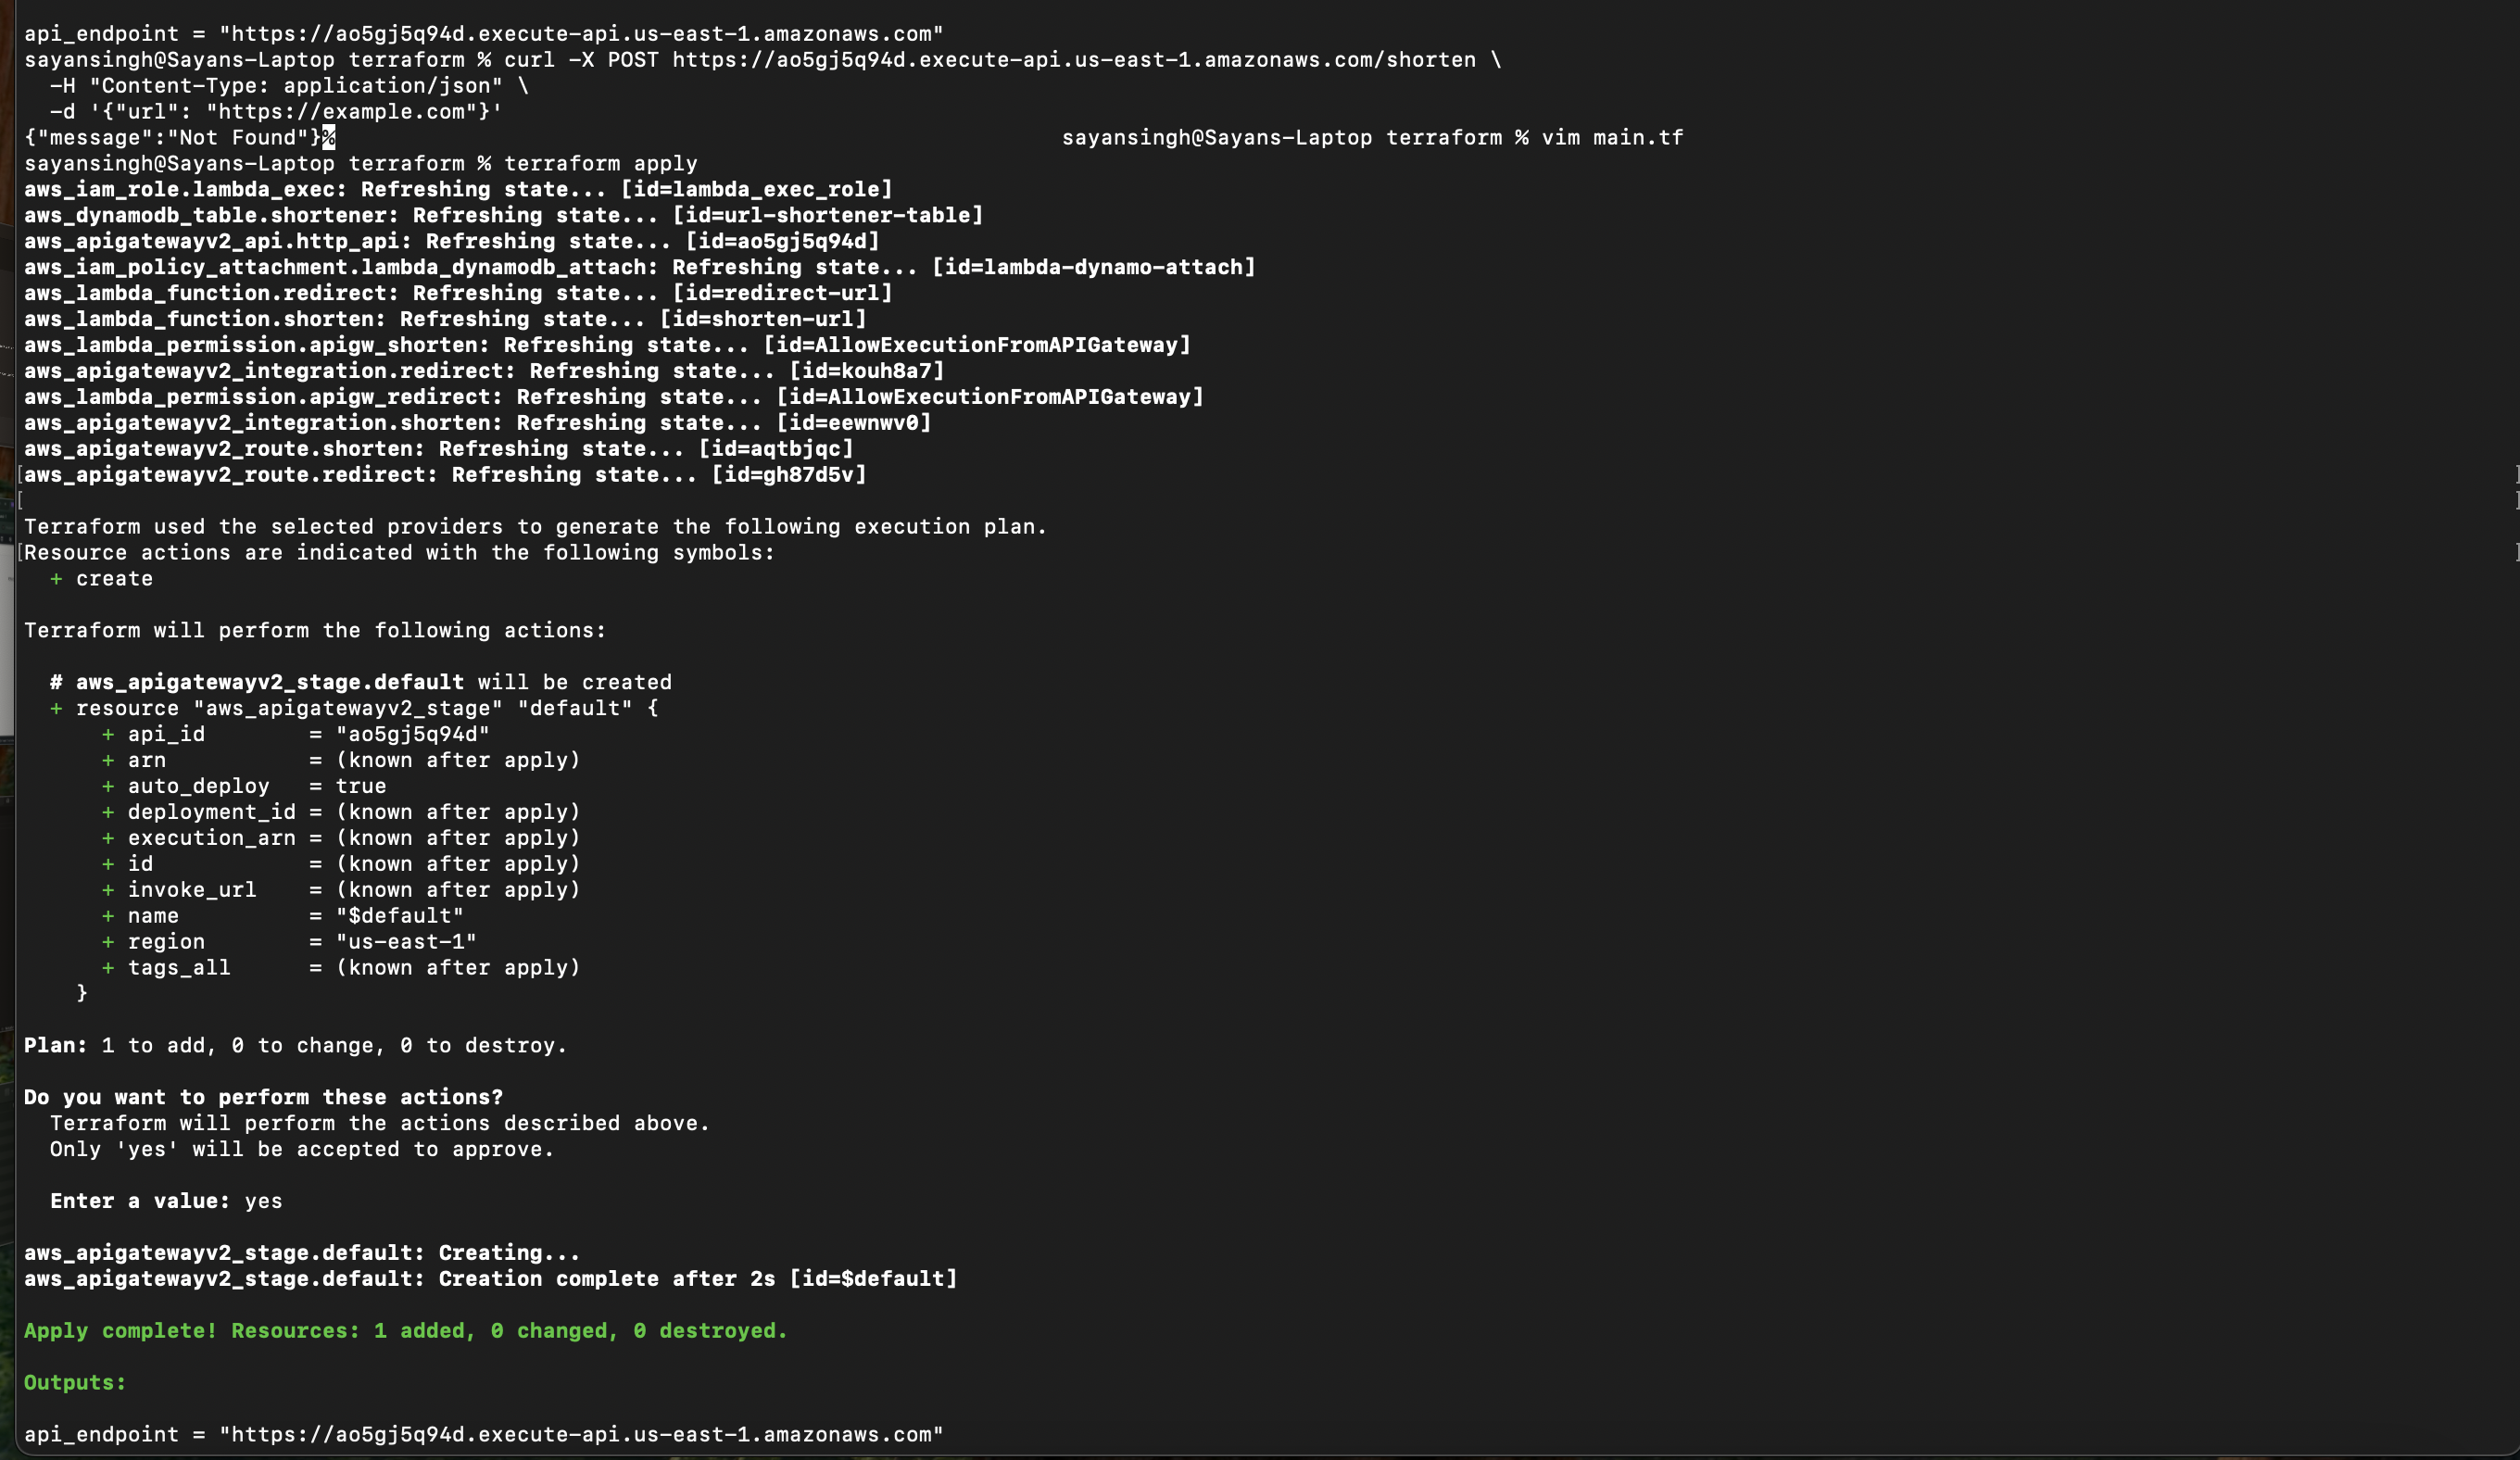 api_endpoint = "https://ao5gj5q94d.execute-api.us-east-1.amazonaws.com"
sayansingh@Sayans-Laptop terraform % curl -X POST https://ao5gj5q94d.execute-api.us-east-1.amazonaws.com/shorten \
  -H "Content-Type: application/json" \
  -d '{"url": "https://example.com"}'
{"message":"Not Found"}%                                                        sayansingh@Sayans-Laptop terraform % vim main.tf
sayansingh@Sayans-Laptop terraform % terraform apply
aws_iam_role.lambda_exec: Refreshing state... [id=lambda_exec_role]
aws_dynamodb_table.shortener: Refreshing state... [id=url-shortener-table]
aws_apigatewayv2_api.http_api: Refreshing state... [id=ao5gj5q94d]
aws_iam_policy_attachment.lambda_dynamodb_attach: Refreshing state... [id=lambda-dynamo-attach]
aws_lambda_function.redirect: Refreshing state... [id=redirect-url]
aws_lambda_function.shorten: Refreshing state... [id=shorten-url]
aws_lambda_permission.apigw_shorten: Refreshing state... [id=AllowExecutionFromAPIGateway]
aws_apigatewayv2_integration.redirect: Refreshing state... [id=kouh8a7]
aws_lambda_permission.apigw_redirect: Refreshing state... [id=AllowExecutionFromAPIGateway]
aws_apigatewayv2_integration.shorten: Refreshing state... [id=eewnwv0]
aws_apigatewayv2_route.shorten: Refreshing state... [id=aqtbjqc]
aws_apigatewayv2_route.redirect: Refreshing state... [id=gh87d5v]

Terraform used the selected providers to generate the following execution plan.
Resource actions are indicated with the following symbols:
  + create

Terraform will perform the following actions:

  # aws_apigatewayv2_stage.default will be created
  + resource "aws_apigatewayv2_stage" "default" {
      + api_id        = "ao5gj5q94d"
      + arn           = (known after apply)
      + auto_deploy   = true
      + deployment_id = (known after apply)
      + execution_arn = (known after apply)
      + id            = (known after apply)
      + invoke_url    = (known after apply)
      + name          = "$default"
      + region        = "us-east-1"
      + tags_all      = (known after apply)
    }

Plan: 1 to add, 0 to change, 0 to destroy.

Do you want to perform these actions?
  Terraform will perform the actions described above.
  Only 'yes' will be accepted to approve.

  Enter a value: yes

aws_apigatewayv2_stage.default: Creating...
aws_apigatewayv2_stage.default: Creation complete after 2s [id=$default]

Apply complete! Resources: 1 added, 0 changed, 0 destroyed.

Outputs:

api_endpoint = "https://ao5gj5q94d.execute-api.us-east-1.amazonaws.com"